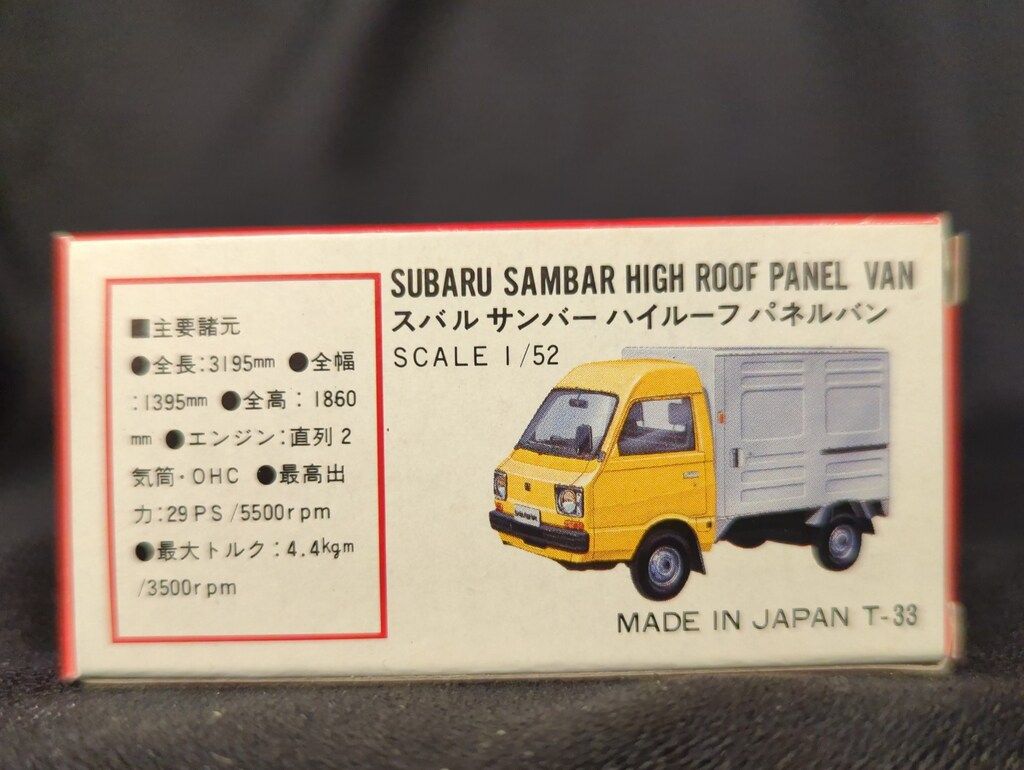 SUBARU SAMBAR HIGH ROOF PANEL VAN
スバル サンバー ハイルーフ パネルバン
SCALE 1/52
■主要諸元
●全長:3195mm ●全幅
:1395mm ●全高:1860
mm ●エンジン:直列2
気筒・OHC ●最高出
力:29PS/5500rpm
●最大トルク:4.4kgm
/3500rpm
MADE IN JAPAN T-33